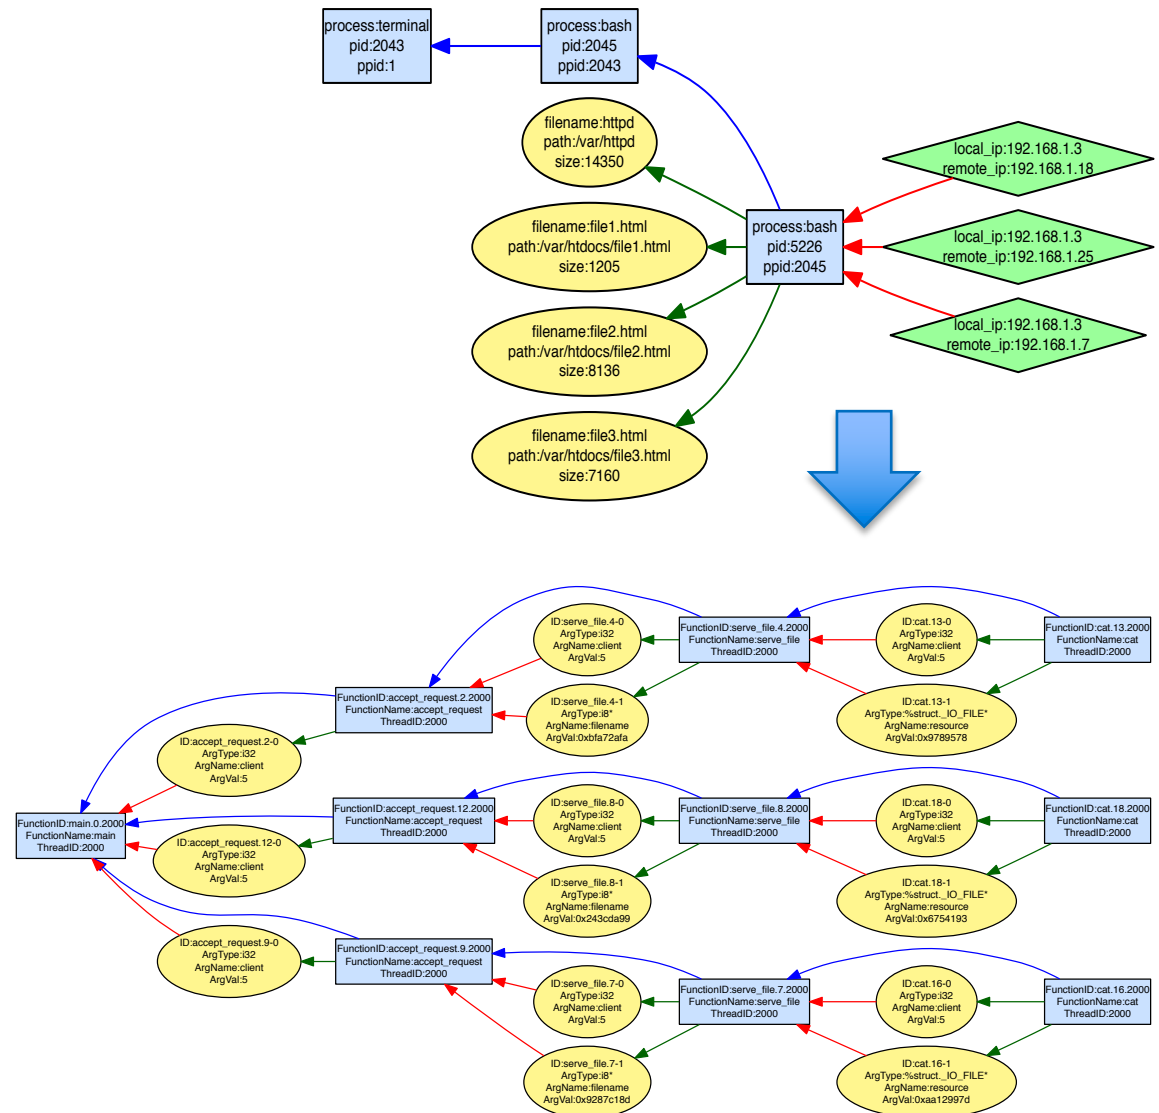 process:terminal
pid:2043
ppid:1
process:bash
pid:2045
ppid:2043
filename:httpd
path:/var/httpd
size:14350
local_ip:192.168.1.3
remote_ip:192.168.1.18
filename:file1.html
path:/var/htdocs/file1.html
size:1205
process:bash
pid:5226
ppid:2045
local_ip:192.168.1.3
remote_ip:192.168.1.25
filename:file2.html
path:/var/htdocs/file2.html
size:8136
local_ip:192.168.1.3
remote_ip:192.168.1.7
filename:file3.html
path:/var/htdocs/file3.html
size:7160
ID:serve_file.4-0
ArgType:i32
ArgName:client
ArgVal:5
FunctionID:serve_file.4.2000
FunctionName:serve_file
ThreadID:2000
ID:cat.13-0
ArgType:i32
ArgName:client
ArgVal:5
FunctionID:cat.13.2000
FunctionName:cat
ThreadID:2000
FunctionID:accept_request.2.2000
FunctionName:accept_request
ThreadID:2000
ID:serve_file.4-1
ArgType:i8*
ArgName:filename
ArgVal:0xbfa72afa
ID:cat.13-1
ArgType:%struct._IO_FILE*
ArgName:resource
ArgVal:0x9789578
ID:accept_request.2-0
ArgType:i32
ArgName:client
ArgVal:5
FunctionID:main.0.2000
FunctionName:main
ThreadID:2000
FunctionID:accept_request.12.2000
FunctionName:accept_request
ThreadID:2000
ID:serve_file.8-0
ArgType:i32
ArgName:client
ArgVal:5
FunctionID:serve_file.8.2000
FunctionName:serve_file
ThreadID:2000
ID:cat.18-0
ArgType:i32
ArgName:client
ArgVal:5
FunctionID:cat.18.2000
FunctionName:cat
ThreadID:2000
ID:accept_request.12-0
ArgType:i32
ArgName:client
ArgVal:5
ID:serve_file.8-1
ArgType:i8*
ArgName:filename
ArgVal:0x243cda99
ID:cat.18-1
ArgType:%struct._IO_FILE*
ArgName:resource
ArgVal:0x6754193
ID:accept_request.9-0
ArgType:i32
ArgName:client
ArgVal:5
FunctionID:accept_request.9.2000
FunctionName:accept_request
ThreadID:2000
ID:serve_file.7-0
ArgType:i32
ArgName:client
ArgVal:5
FunctionID:serve_file.7.2000
FunctionName:serve_file
ThreadID:2000
ID:cat.16-0
ArgType:i32
ArgName:client
ArgVal:5
FunctionID:cat.16.2000
FunctionName:cat
ThreadID:2000
ID:serve_file.7-1
ArgType:i8*
ArgName:filename
ArgVal:0x9287c18d
ID:cat.16-1
ArgType:%struct._IO_FILE*
ArgName:resource
ArgVal:0xaa12997d